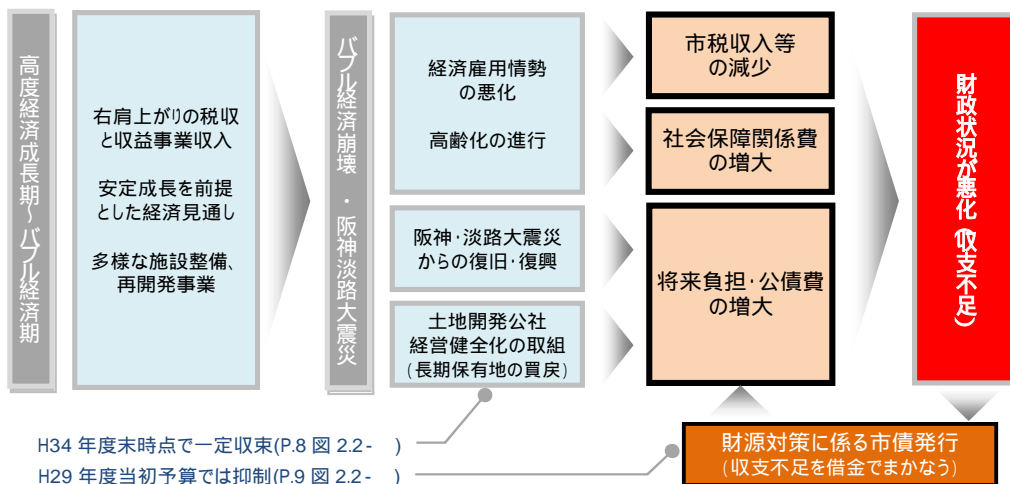 高度経済成長期～バブル経済期
右肩上がりの税収
と収益事業収入
安定成長を前提
とした経済見通し
多様な施設整備、
再開発事業
バブル経済崩壊・阪神淡路大震災
経済雇用情勢
の悪化
高齢化の進行
阪神・淡路大震災
からの復旧・復興
土地開発公社
経営健全化の取組
(長期保有地の買戻)
市税収入等
の減少
社会保障関係費
の増大
将来負担・公債費
の増大
財政状況が悪化（収支不足）
財源対策に係る市債発行
(収支不足を借金でまかなう)
H34 年度末時点で一定収束(P.8 図 2.2- )
H29 年度当初予算では抑制(P.9 図 2.2- )